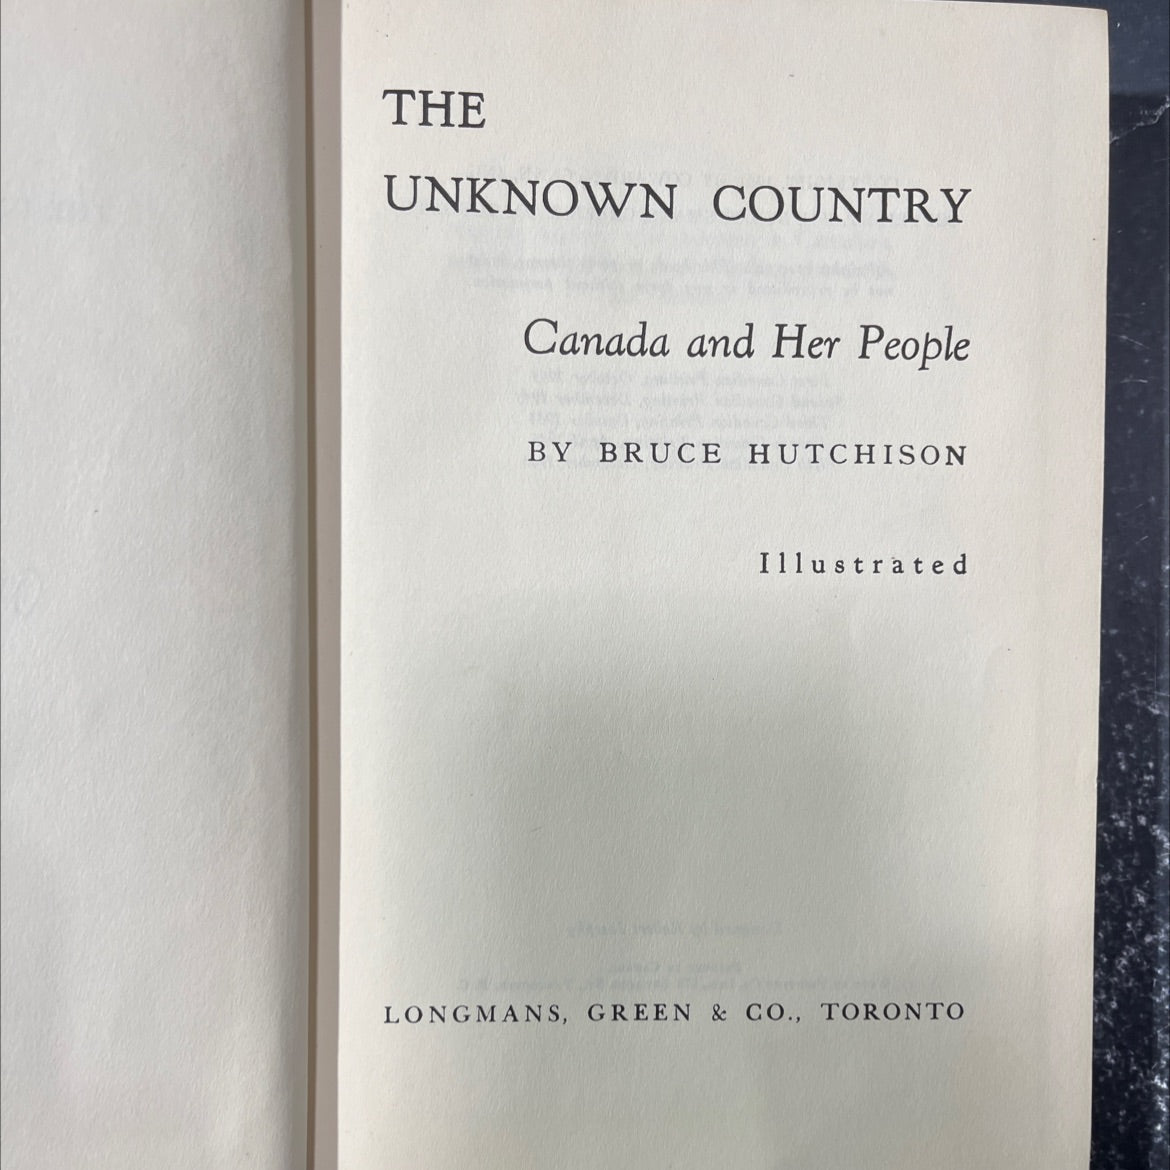 THE
UNKNOWN COUNTRY
Canada and Her People
BY BRUCE HUTCHISON
Illustrated
LONGMANS, GREEN & CO., TORONTO